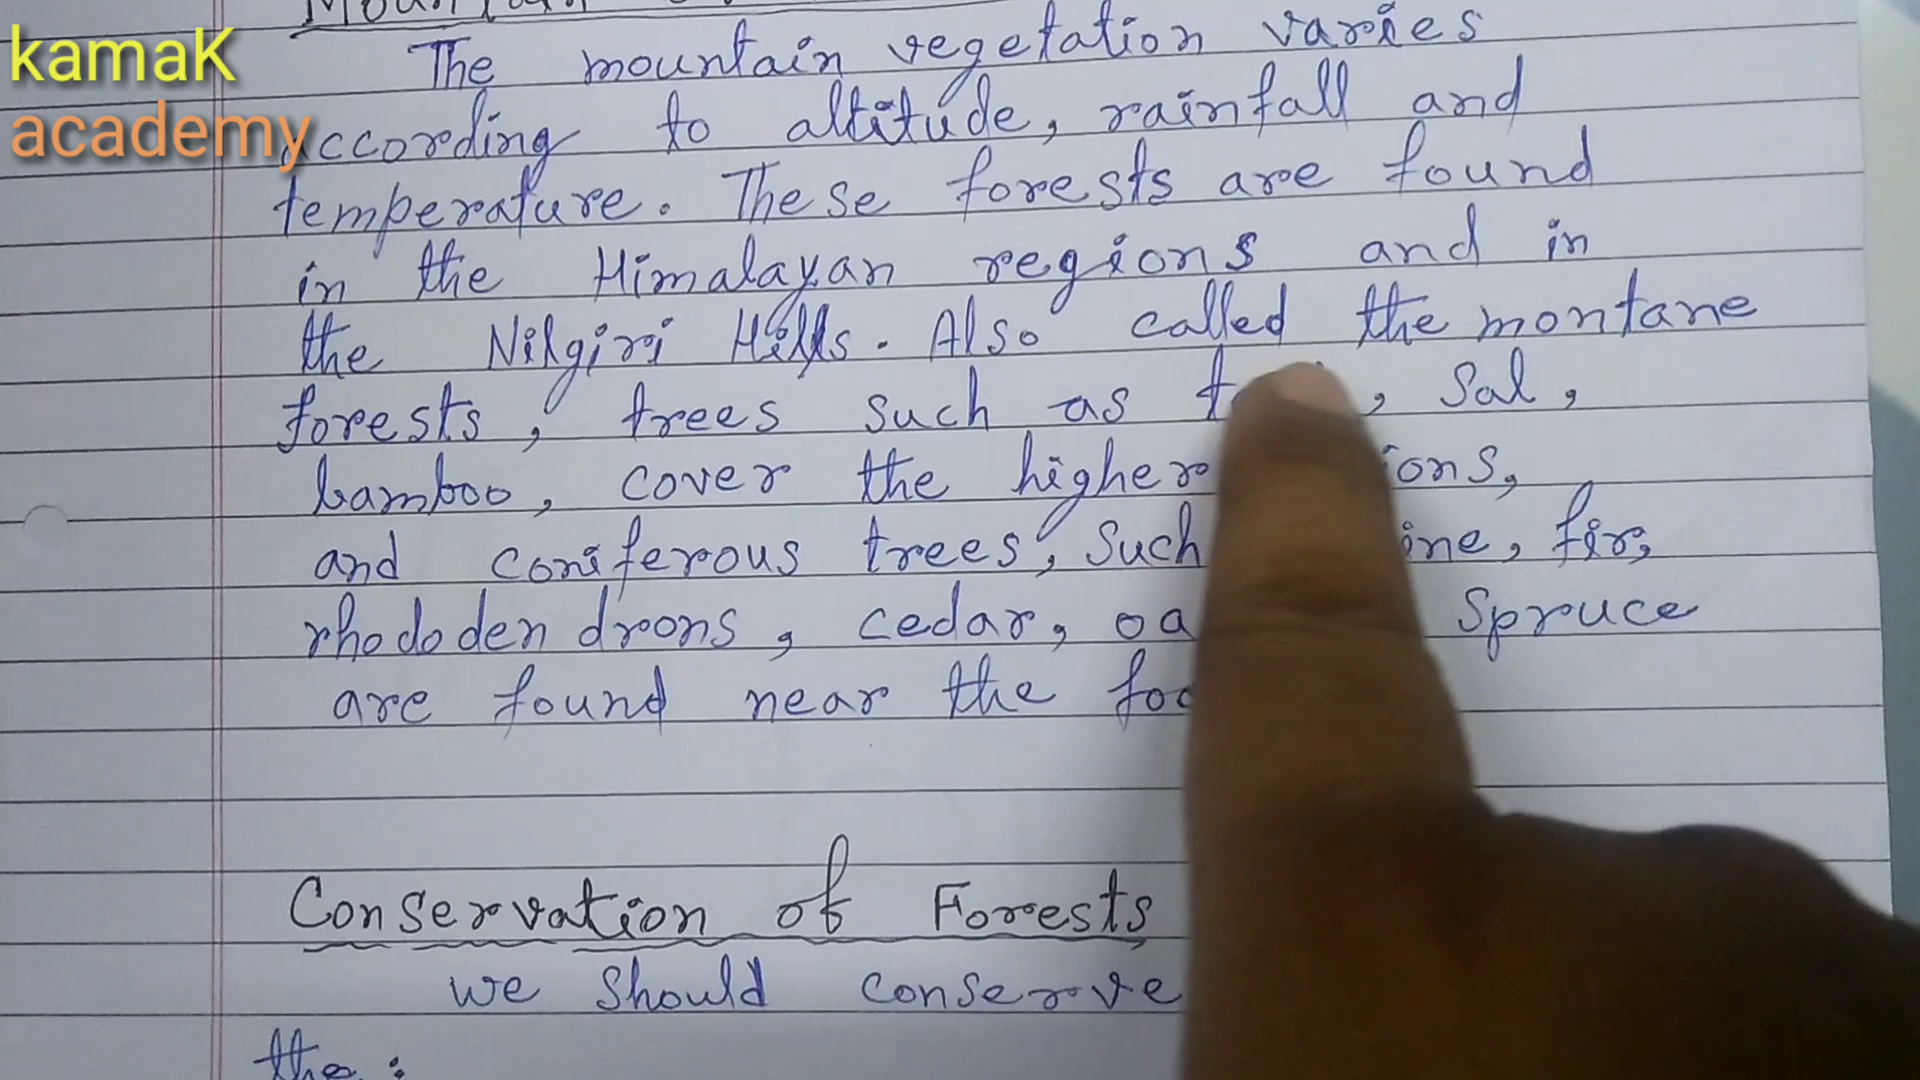 kamaK
academy
Mountain
The mountain vegetation varies
according to altitude, rainfall and
temperature. These forests are found
in the Himalayan regions and in
the Nilgiri Hills. Also called the montane
forests, trees such as , Sal,
bamboo, cover the higher
and coniferous trees, Such fir,
rhododendrons, cedar, Spruce
are found near the
Conservation of Forests
we should conserve
the